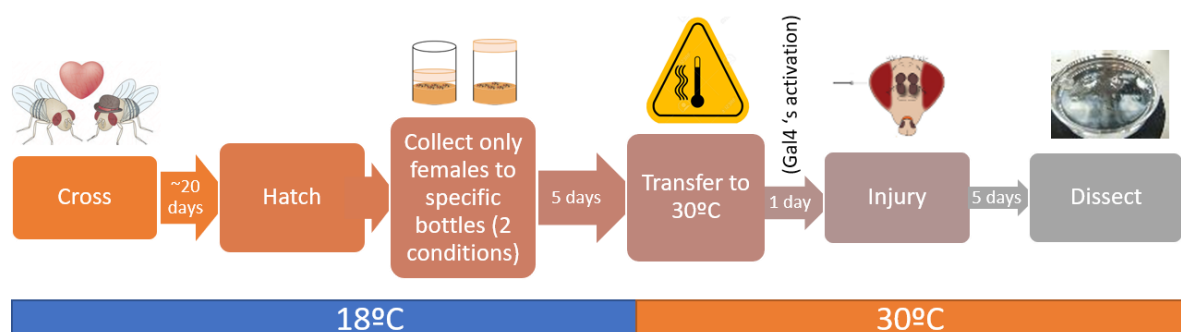 Cross
~20
days
Hatch
Collect only
females to
specific
bottles (2
conditions)
5 days
Transfer to
30ºC
(Gal4 ‘s activation)
1 day
Injury
5 days
Dissect
18ºC
30ºC